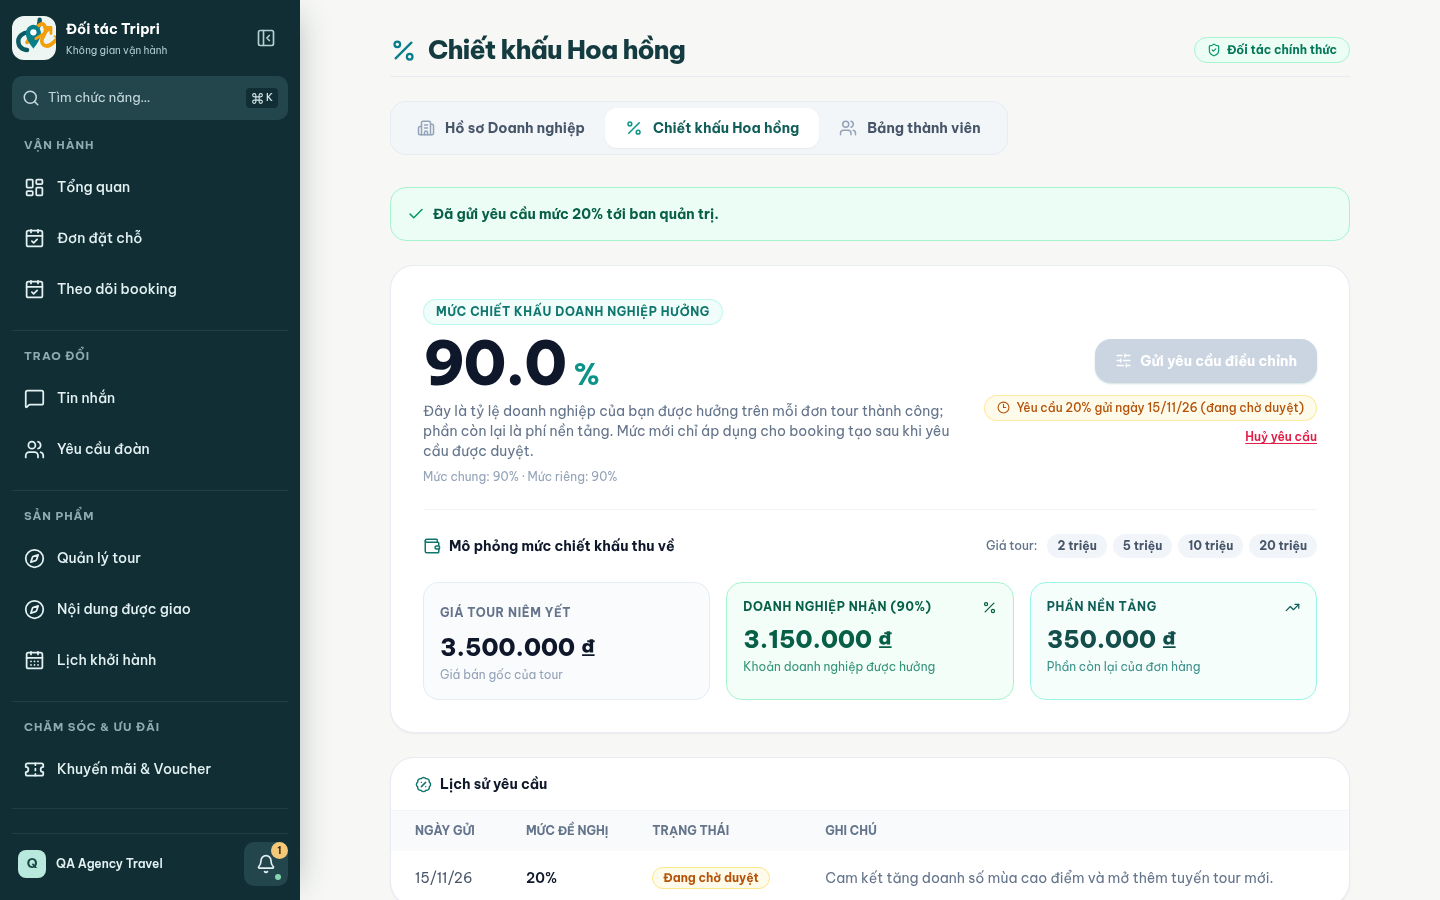 Đối tác Tripri
Không gian vận hành
Tìm chức năng...
⌘K
VẬN HÀNH
Tổng quan
Đơn đặt chỗ
Theo dõi booking
TRAO ĐỔI
Tin nhắn
Yêu cầu đoàn
SẢN PHẨM
Quản lý tour
Nội dung được giao
Lịch khởi hành
CHĂM SÓC & ƯU ĐÃI
Khuyến mãi & Voucher
Q
QA Agency Travel
1
Chiết khấu Hoa hồng
Đối tác chính thức
Hồ sơ Doanh nghiệp
Chiết khấu Hoa hồng
Bảng thành viên
Đã gửi yêu cầu mức 20% tới ban quản trị.
MỨC CHIẾT KHẤU DOANH NGHIỆP HƯỞNG
90.0 %
Đây là tỷ lệ doanh nghiệp của bạn được hưởng trên mỗi đơn tour thành công;
phần còn lại là phí nền tảng. Mức mới chỉ áp dụng cho booking tạo sau khi yêu
cầu được duyệt.
Mức chung: 90% · Mức riêng: 90%
Gửi yêu cầu điều chỉnh
Yêu cầu 20% gửi ngày 15/11/26 (đang chờ duyệt)
Huỷ yêu cầu
Mô phỏng mức chiết khấu thu về
Giá tour:
2 triệu
5 triệu
10 triệu
20 triệu
GIÁ TOUR NIÊM YẾT
3.500.000 ₫
Giá bán gốc của tour
DOANH NGHIỆP NHẬN (90%)
3.150.000 ₫
Khoản doanh nghiệp được hưởng
PHẦN NỀN TẢNG
350.000 ₫
Phần còn lại của đơn hàng
Lịch sử yêu cầu
NGÀY GỬI
MỨC ĐỀ NGHỊ
TRẠNG THÁI
GHI CHÚ
15/11/26
20%
Đang chờ duyệt
Cam kết tăng doanh số mùa cao điểm và mở thêm tuyến tour mới.